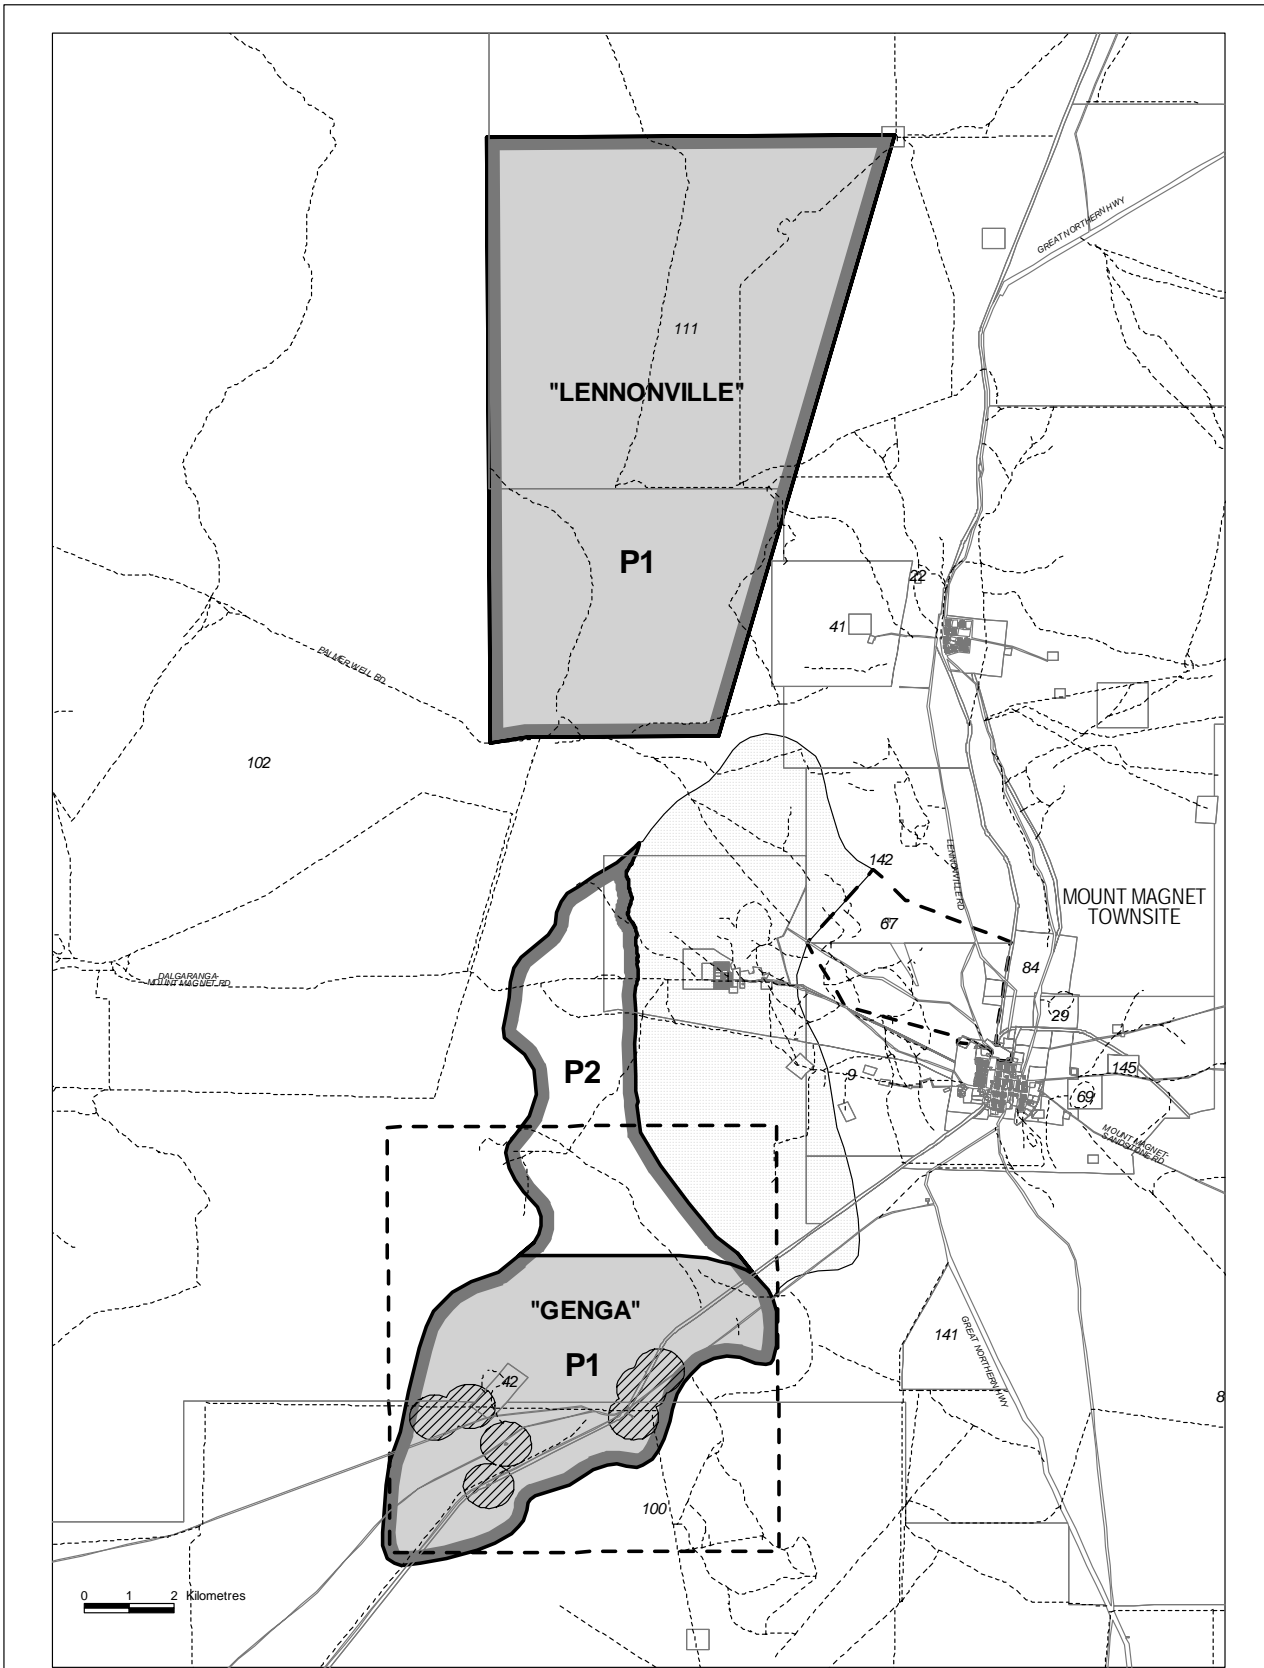 GREAT NORTHERN HWY
111
"LENNONVILLE"
P1
22
41
PALMER WELL RD
102
142
LENNONVILLE RD
MOUNT MAGNET
TOWNSITE
67
84
DALGARANGA-
MOUNT MAGNET RD
29
P2
9
145
69
MOUNT MAGNET-
SANDSTONE RD
"GENGA"
P1
141
GREAT NORTHERN HWY
42
8
100
0 1 2 Kilometres